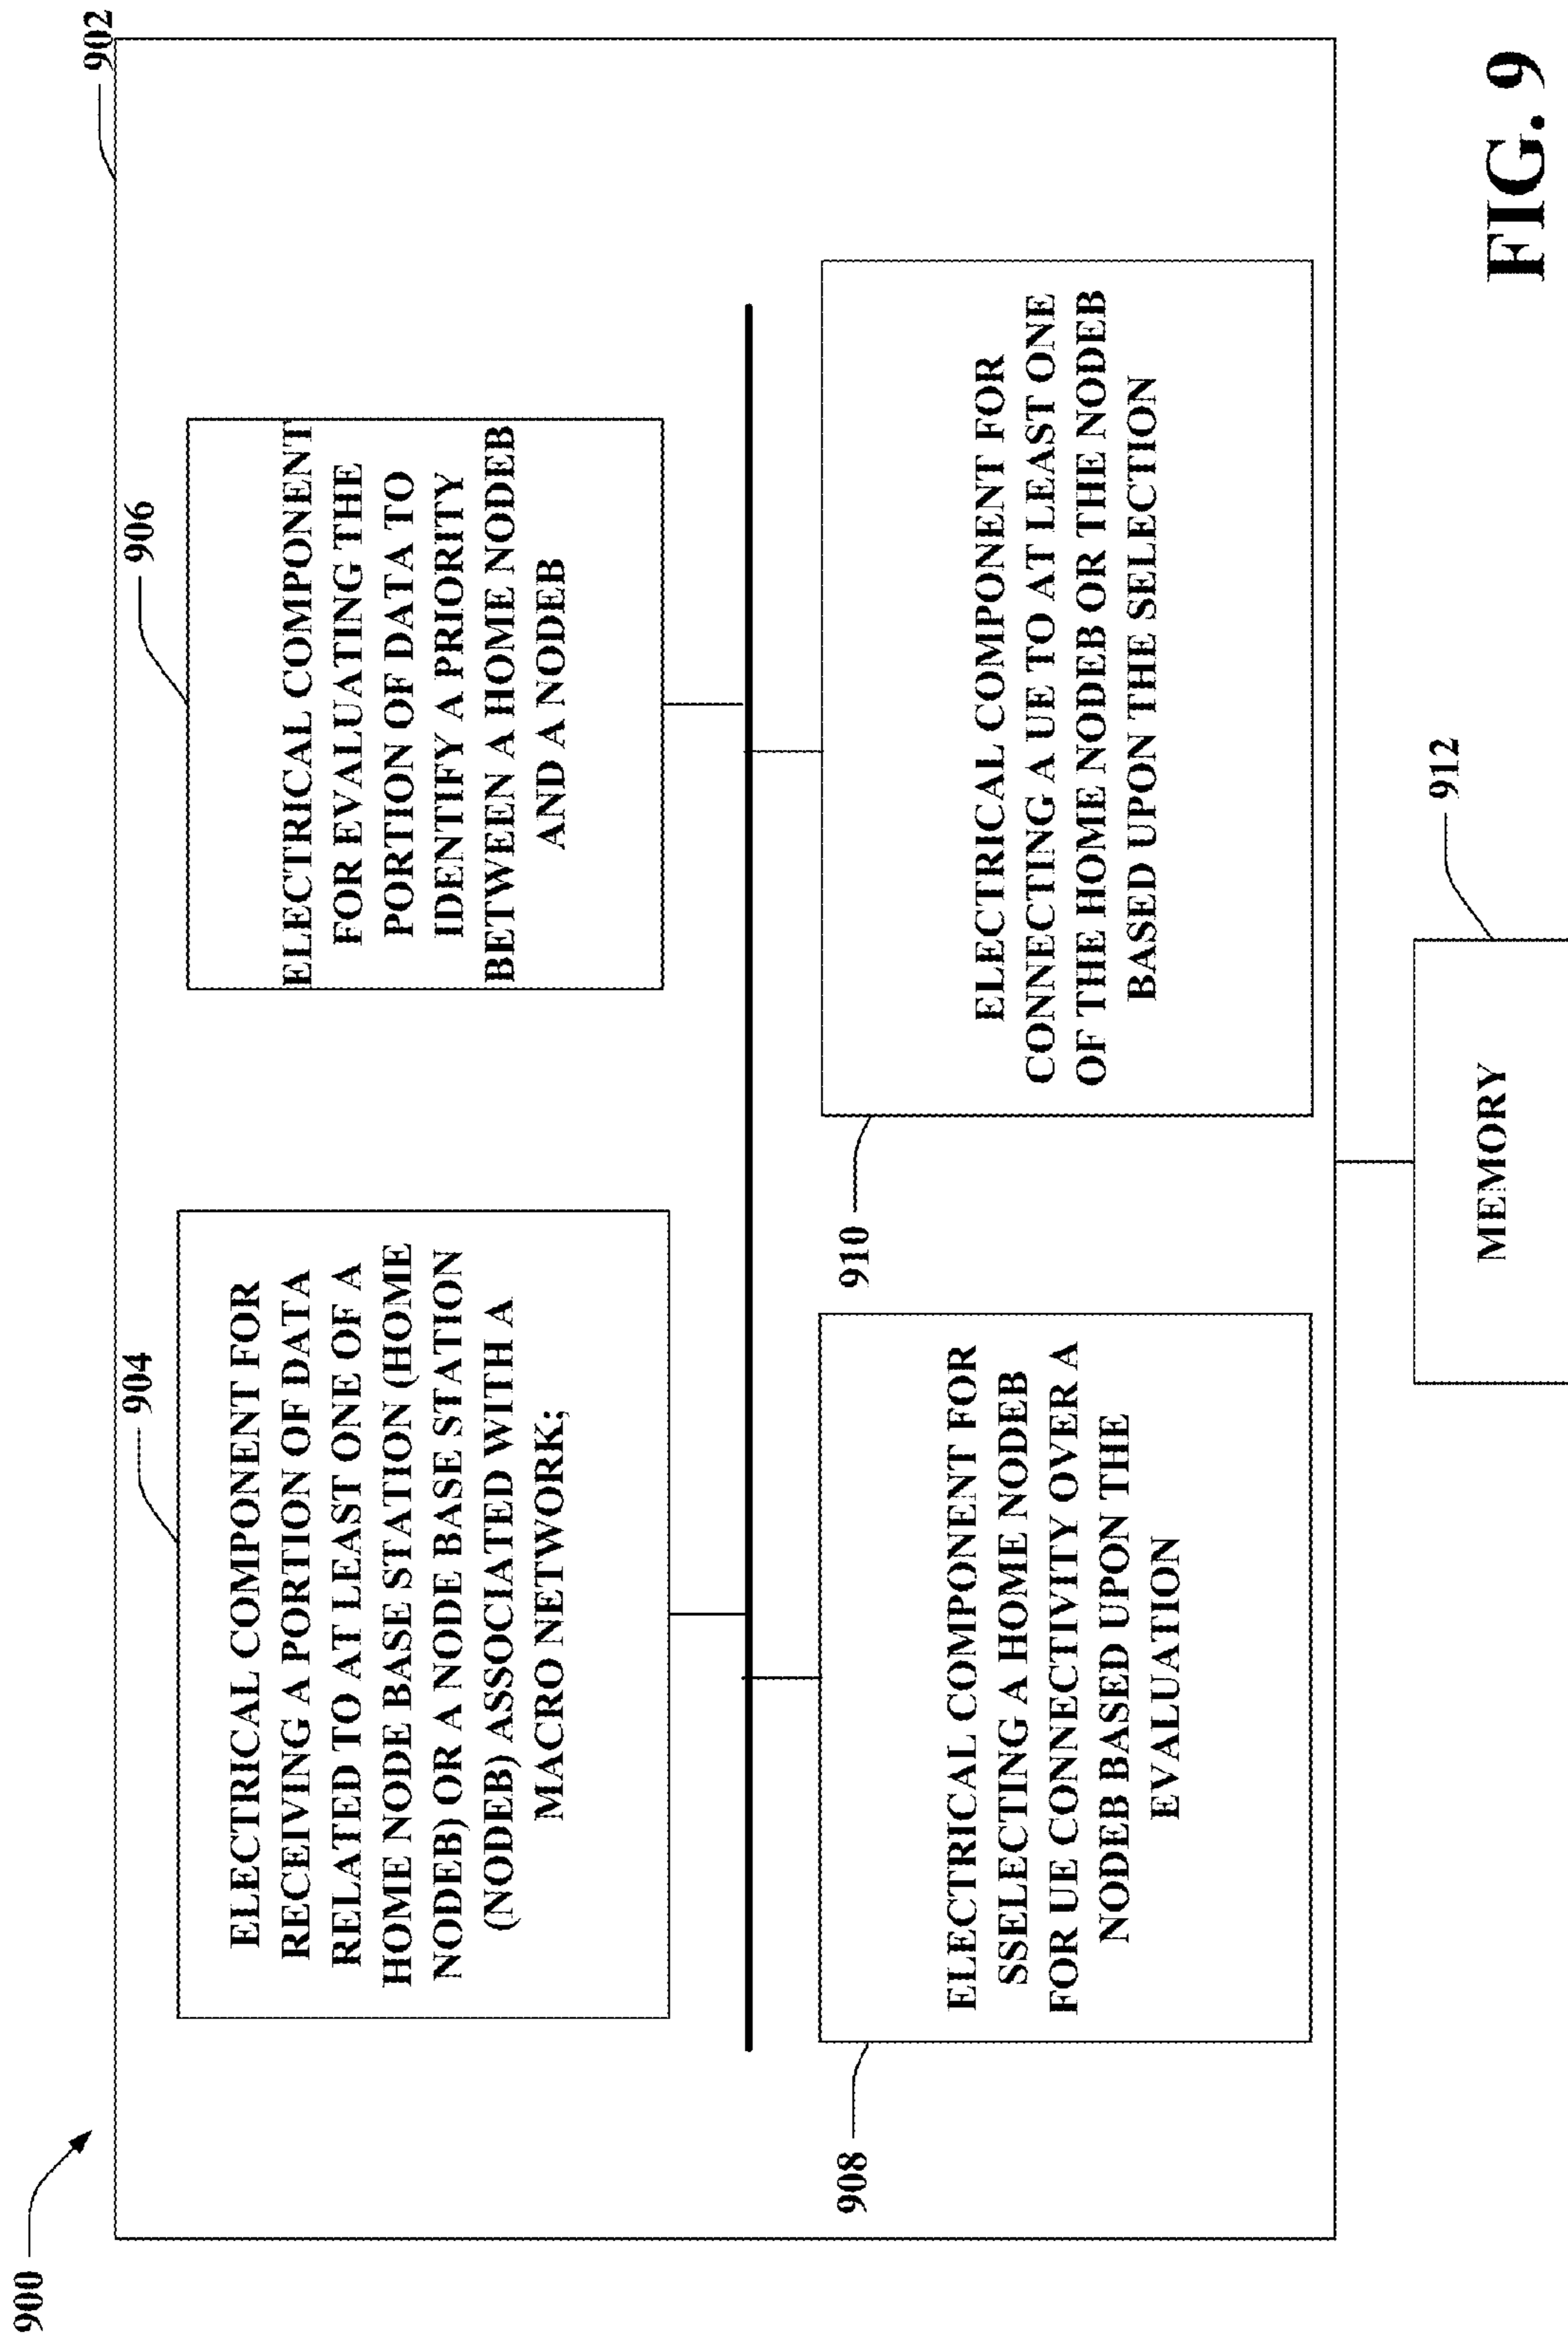 900
902
904
ELECTRICAL COMPONENT FOR
RECEIVING A PORTION OF DATA
RELATED TO AT LEAST ONE OF A
HOME NODE BASE STATION (HOME
NODEB) OR A NODE BASE STATION
(NODEB) ASSOCIATED WITH A
MACRO NETWORK;
906
ELECTRICAL COMPONENT
FOR EVALUATING THE
PORTION OF DATA TO
IDENTIFY A PRIORITY
BETWEEN A HOME NODEB
AND A NODEB
908
ELECTRICAL COMPONENT FOR
SSELECTING A HOME NODEB
FOR UE CONNECTIVITY OVER A
NODEB BASED UPON THE
EVALUATION
910
ELECTRICAL COMPONENT FOR
CONNECTING A UE TO AT LEAST ONE
OF THE HOME NODEB OR THE NODEB
BASED UPON THE SELECTION
912
MEMORY
FIG. 9